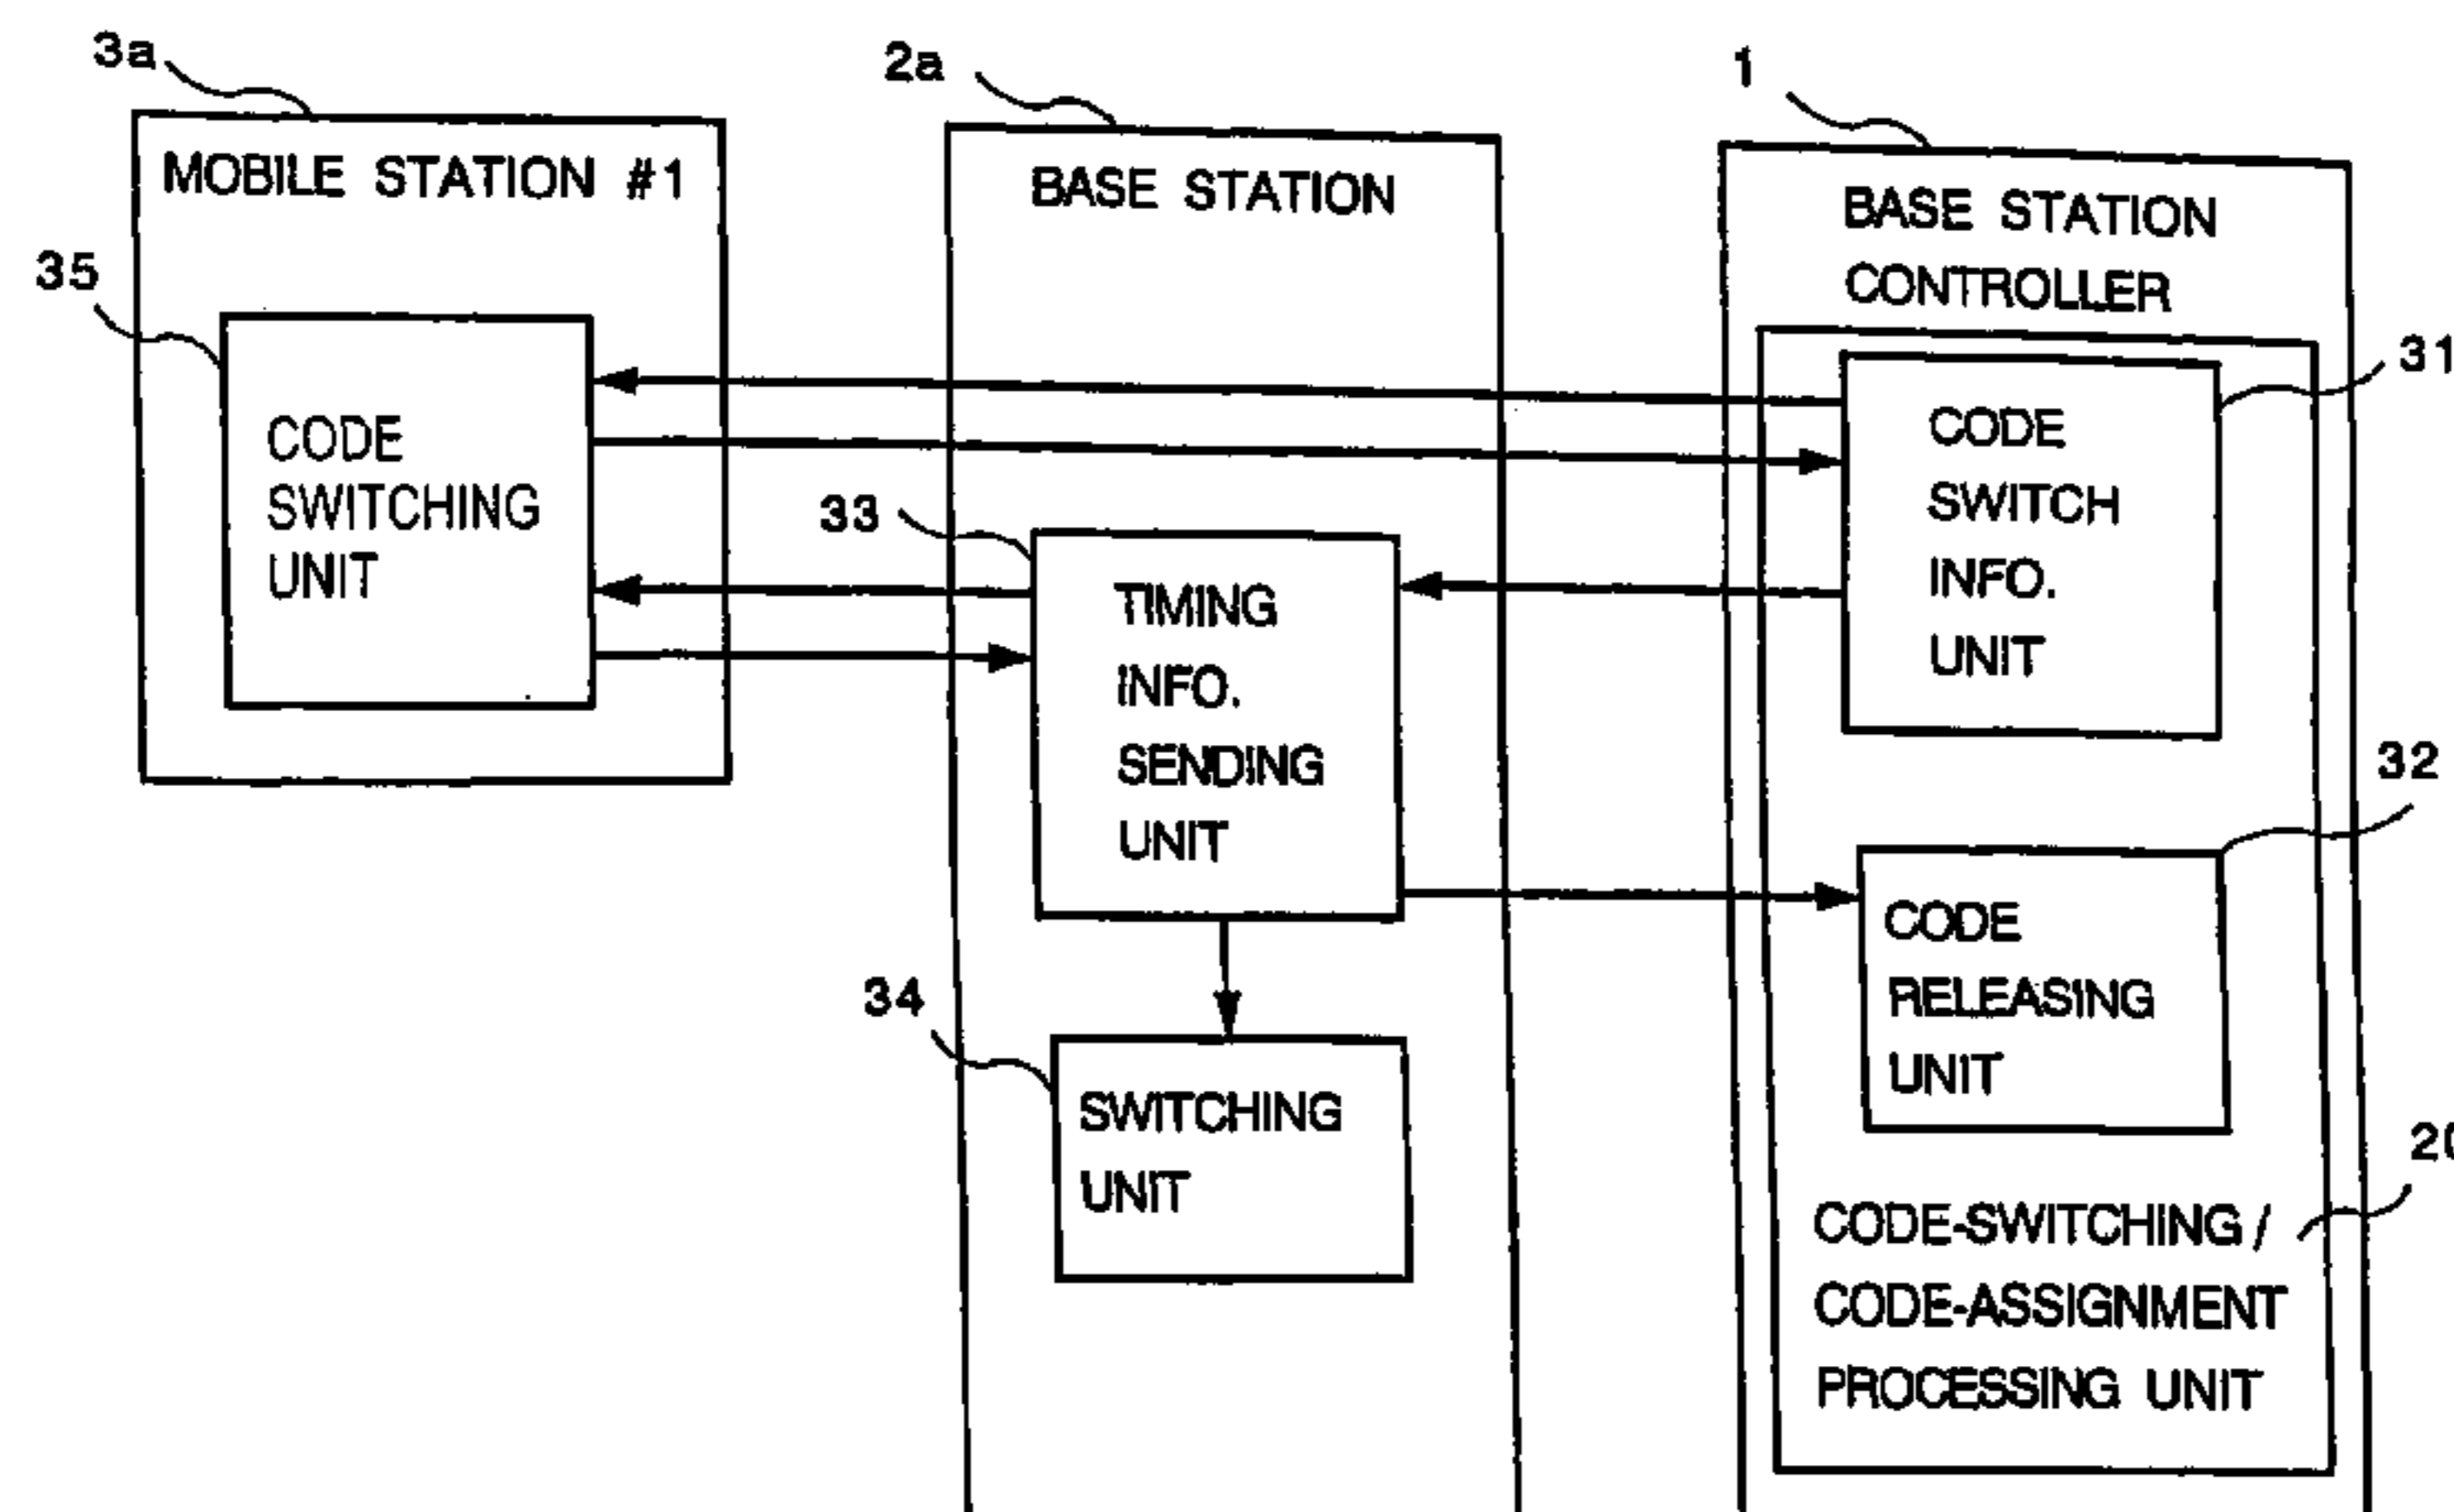 3a
2a
1
MOBILE STATION #1
BASE STATION
BASE STATION
CONTROLLER
35
31
CODE
SWITCHING
UNIT
33
CODE
SWITCH
INFO.
UNIT
TIMING
INFO.
SENDING
UNIT
32
CODE
RELEASING
UNIT
34
SWITCHING
UNIT
20
CODE-SWITCHING /
CODE-ASSIGNMENT
PROCESSING UNIT